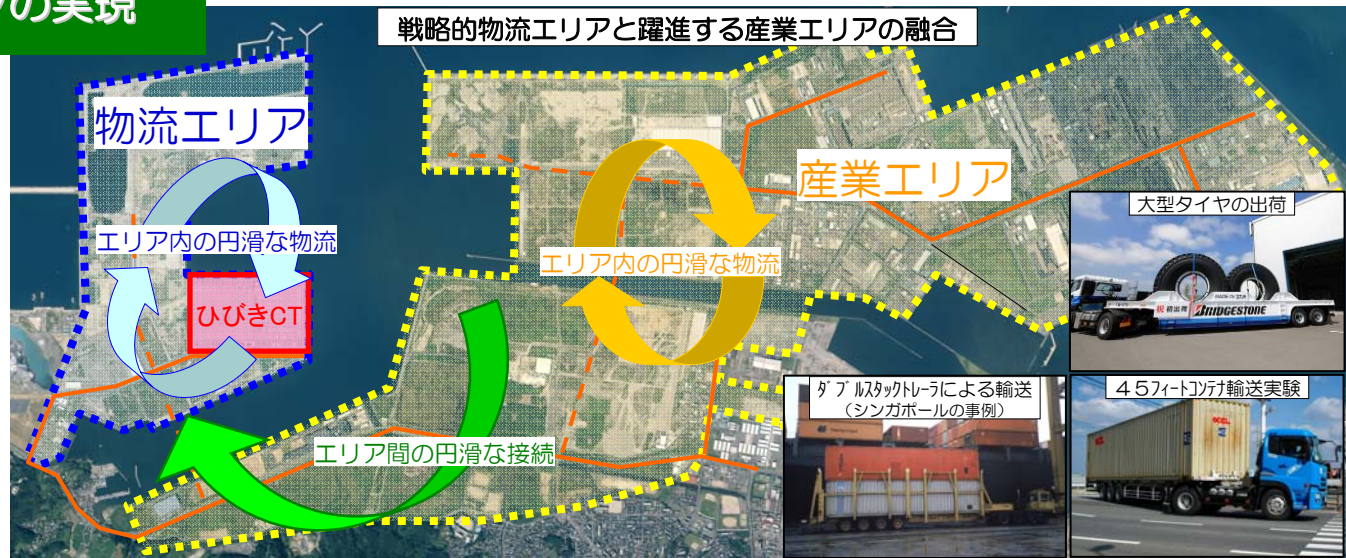 の実現
戦略的物流エリアと躍進する産業エリアの融合
物流エリア
産業エリア
エリア内の円滑な物流
エリア内の円滑な物流
ひびきCT
エリア間の円滑な接続
大型タイヤの出荷
祝 初出荷 BRIDGESTONE
ダブルスタックトレーラによる輸送
(シンガポールの事例)
45フィートコンテナ輸送実験